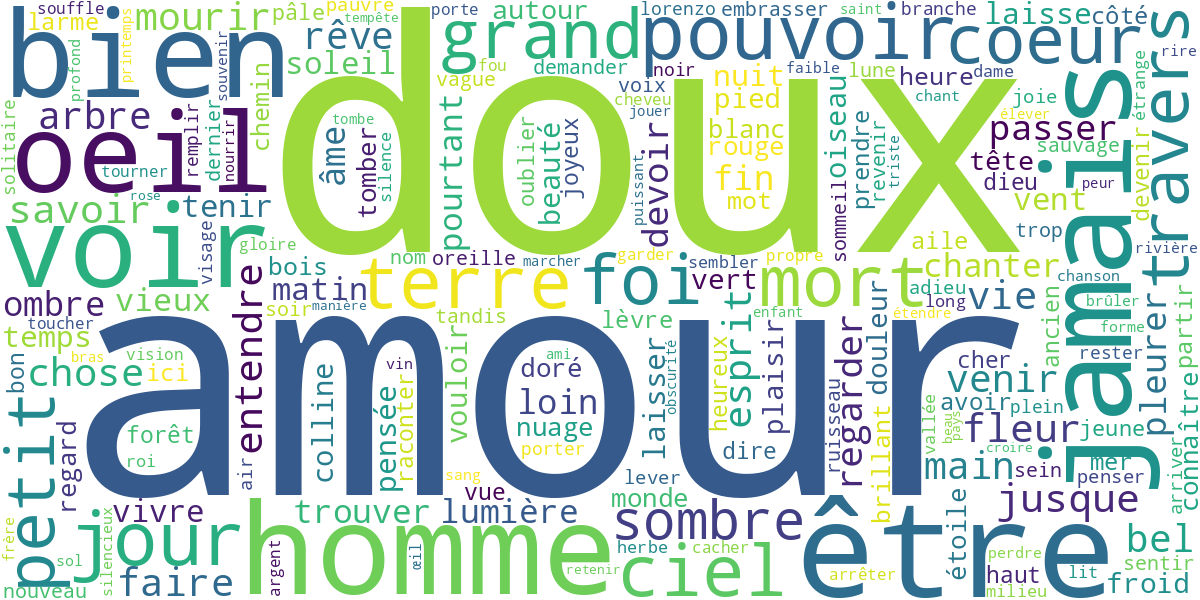 souffle
larme
mourir
pâle
pauvre
tempête
autour
porte
lorenzo
embrasser
saint
branche
laisse
côté
bien
rêve
grand
pouvoir
coeur
rire
profond
printemps
souvenir
soleil
vague
fou
demander
noir
faible
lune
heure
dame
travers
solitaire
arbre
dernier
chemin
doux
voix
nuit
pied
oiseau
chant
joie
élever
étrange
oeil
remplir
nourrir
tombe
cheveu
jouer
blanc
rouge
passer
sauvage
devenir
jamais
tourner
âme
tomber
silence
pourtant
oublier
beauté
joyeux
puissant
devoir
fin
mot
sommeil
prendre
revenir
triste
tête
dieu
peur
savoir
rose
tenir
vent
voir
visage
gloire
nom
oreille
marcher
garder
sembler
propre
aile
trop
rivière
bois
matin
terre
foi
vert
mort
chanter
chanson
ombre
vieux
entendre
soir
manière
tandis
lèvre
enfant
adieu
long
vie
brûler
partir
temps
toucher
amour
vouloir
esprit
plaisir
douleur
étendre
ancien
forme
bon
bras
vision
chose
ici
colline
vin
pensée
raconter
ami
doré
loin
laisser
obscurité
heureux
regarder
cher
rester
venir
pleurer
connaître
petit
regard
forêt
roi
air
nuage
porter
dire
ruisseau
brillant
avoir
plein
vallée
beau
pays
fleur
jeune
croire
main
sein
mer
penser
arriver
sang
lever
vue
monde
jusque
frère
jour
vivre
homme
trouver
lumière
sombre
être
étoile
bel
sol
silencieux
argent
œil
retenir
herbe
cacher
ciel
arrêter
perdre
haut
milieu
lit
sentir
froid
nouveau
faire